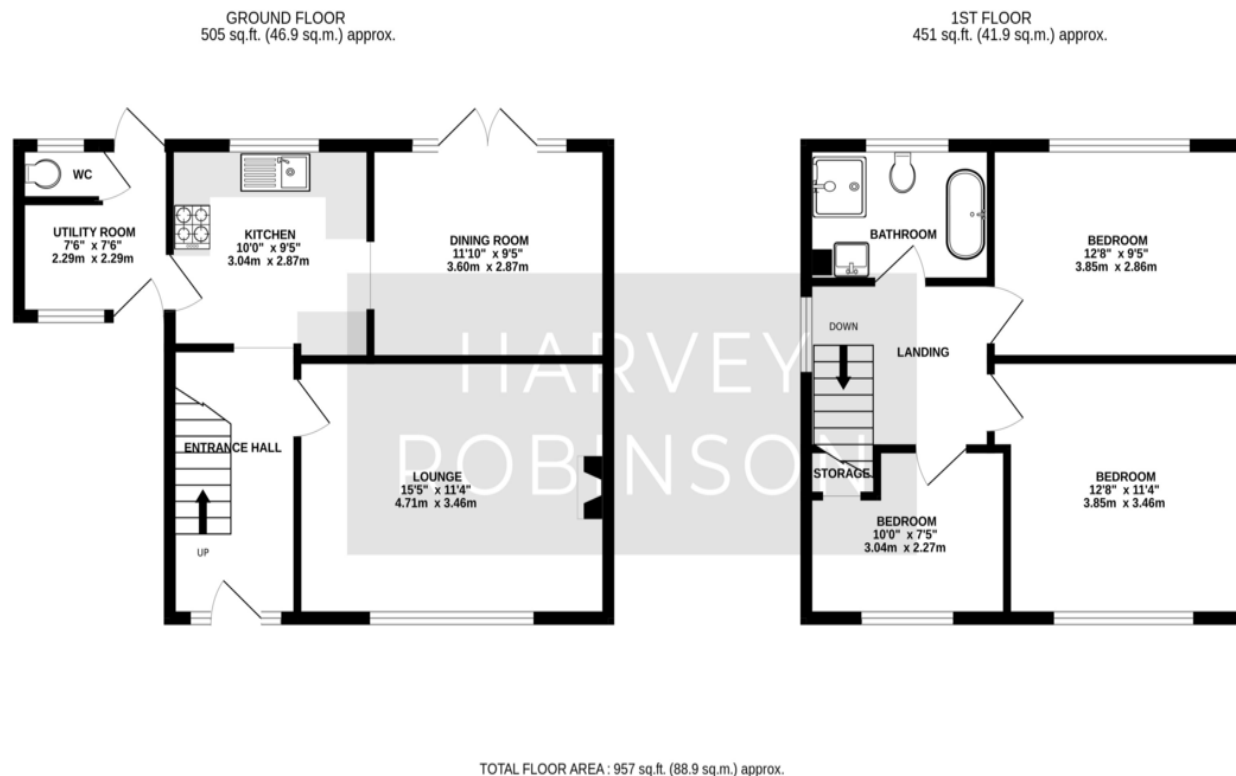 GROUND FLOOR
505 sq.ft. (46.9 sq.m.) approx.
1ST FLOOR
451 sq.ft. (41.9 sq.m.) approx.
WC
UTILITY ROOM
7'6" x 7'6"
2.29m x 2.29m
KITCHEN
10'0" x 9'5"
3.04m x 2.87m
DINING ROOM
11'10" x 9'5"
3.60m x 2.87m
ENTRANCE HALL
UP
LOUNGE
15'5" x 11'4"
4.71m x 3.46m
BATHROOM
BEDROOM
12'8" x 9'5"
3.85m x 2.86m
DOWN
LANDING
STORAGE
BEDROOM
10'0" x 7'5"
3.04m x 2.27m
BEDROOM
12'8" x 11'4"
3.85m x 3.46m
HARVEY
ROBINSON
TOTAL FLOOR AREA : 957 sq.ft. (88.9 sq.m.) approx.